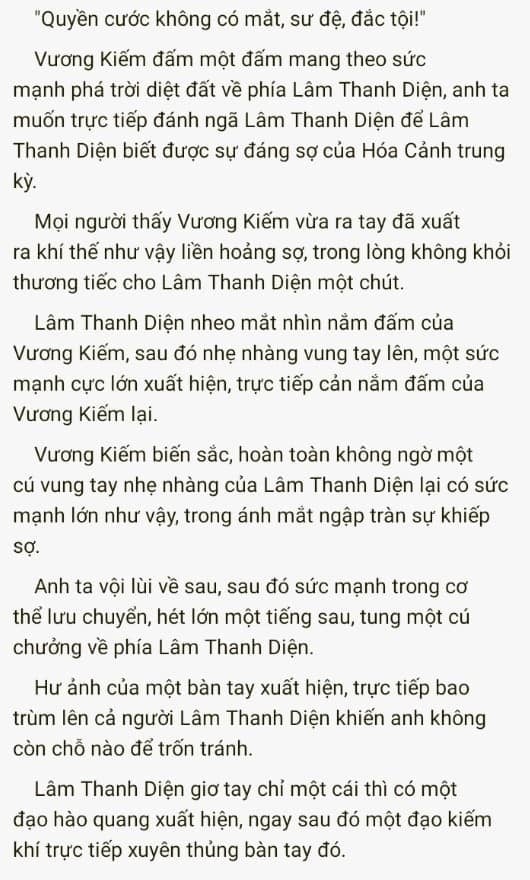 "Quyền cước không có mắt, sư đệ, đắc tội!"
Vương Kiếm đấm một đấm mang theo sức
mạnh phá trời diệt đất về phía Lâm Thanh Diện, anh ta
muốn trực tiếp đánh ngã Lâm Thanh Diện để Lâm
Thanh Diện biết được sự đáng sợ của Hóa Cảnh trung
kỳ.
Mọi người thấy Vương Kiếm vừa ra tay đã xuất
ra khí thế như vậy liền hoảng sợ, trong lòng không khỏi
thương tiếc cho Lâm Thanh Diện một chút.
Lâm Thanh Diện nheo mắt nhìn nắm đấm của
Vương Kiếm, sau đó nhẹ nhàng vung tay lên, một sức
mạnh cực lớn xuất hiện, trực tiếp cản nắm đấm của
Vương Kiếm lại.
Vương Kiếm biến sắc, hoàn toàn không ngờ một
cú vung tay nhẹ nhàng của Lâm Thanh Diện lại có sức
mạnh lớn như vậy, trong ánh mắt ngập tràn sự khiếp
sợ.
Anh ta vội lùi về sau, sau đó sức mạnh trong cơ
thể lưu chuyển, hét lớn một tiếng sau, tung một cú
chưởng về phía Lâm Thanh Diện.
Hư ảnh của một bàn tay xuất hiện, trực tiếp bao
trùm lên cả người Lâm Thanh Diện khiến anh không
còn chỗ nào để trốn tránh.
Lâm Thanh Diện giơ tay chỉ một cái thì có một
đạo hào quang xuất hiện, ngay sau đó một đạo kiếm
khí trực tiếp xuyên thủng bàn tay đó.